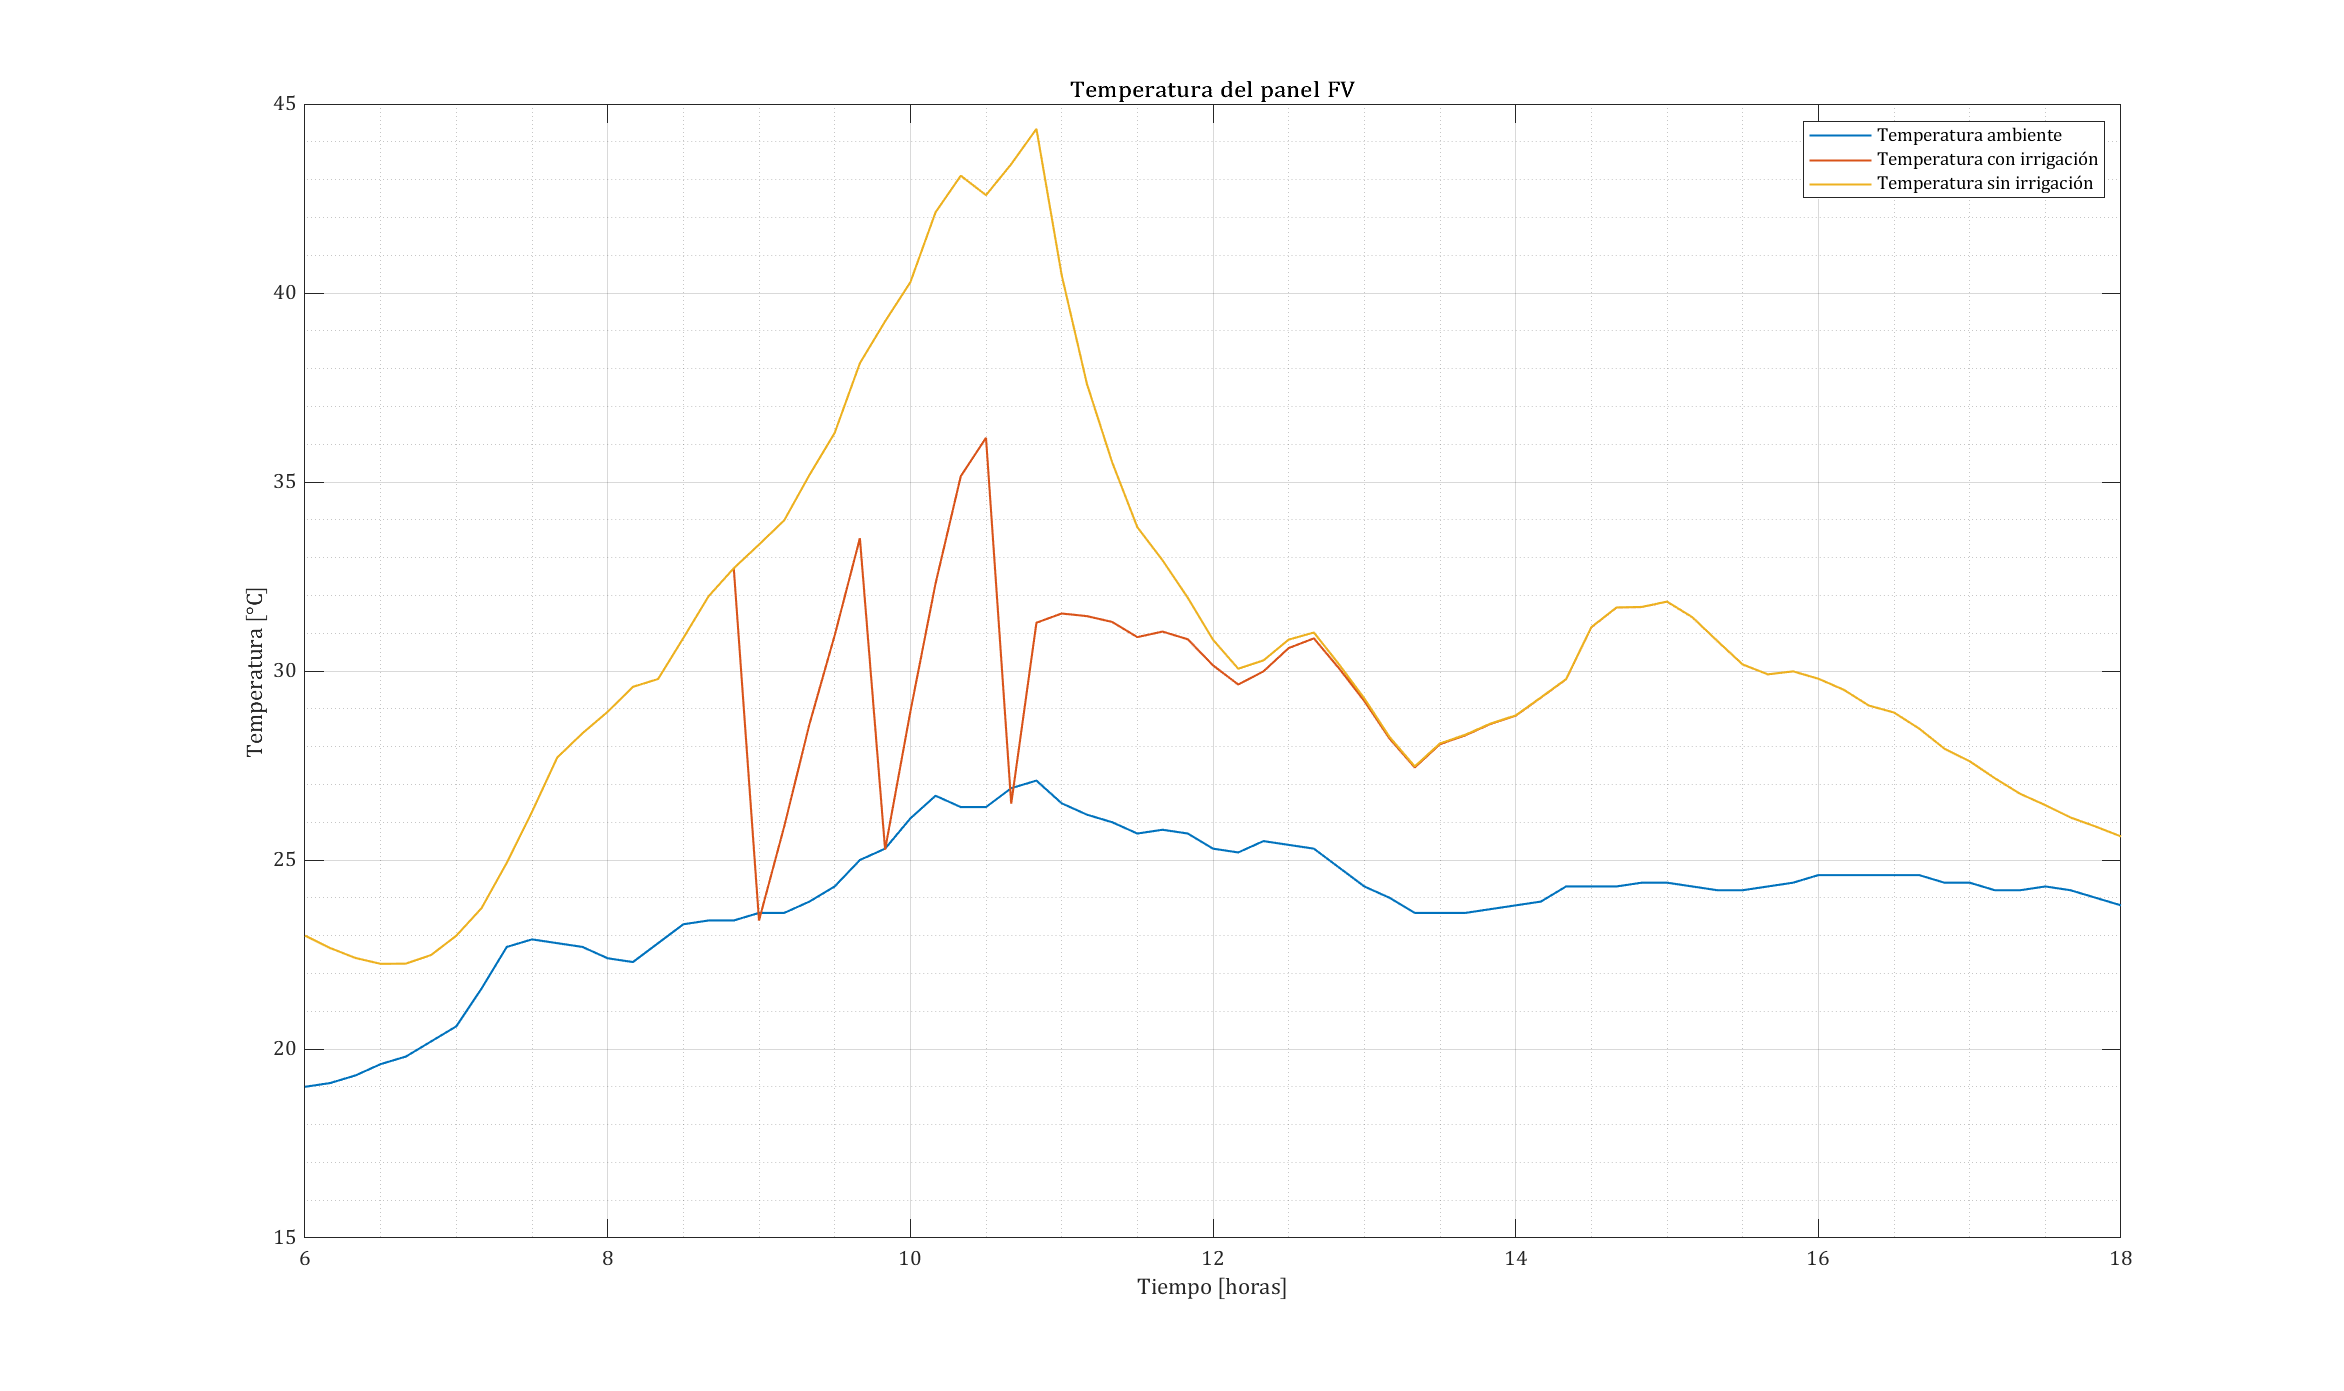 Temperatura del panel FV
45
40
35
30
25
20
15
Temperatura [°C]
Temperatura ambiente
Temperatura con irrigación
Temperatura sin irrigación
6 8 10 12 14 16 18
Tiempo [horas]